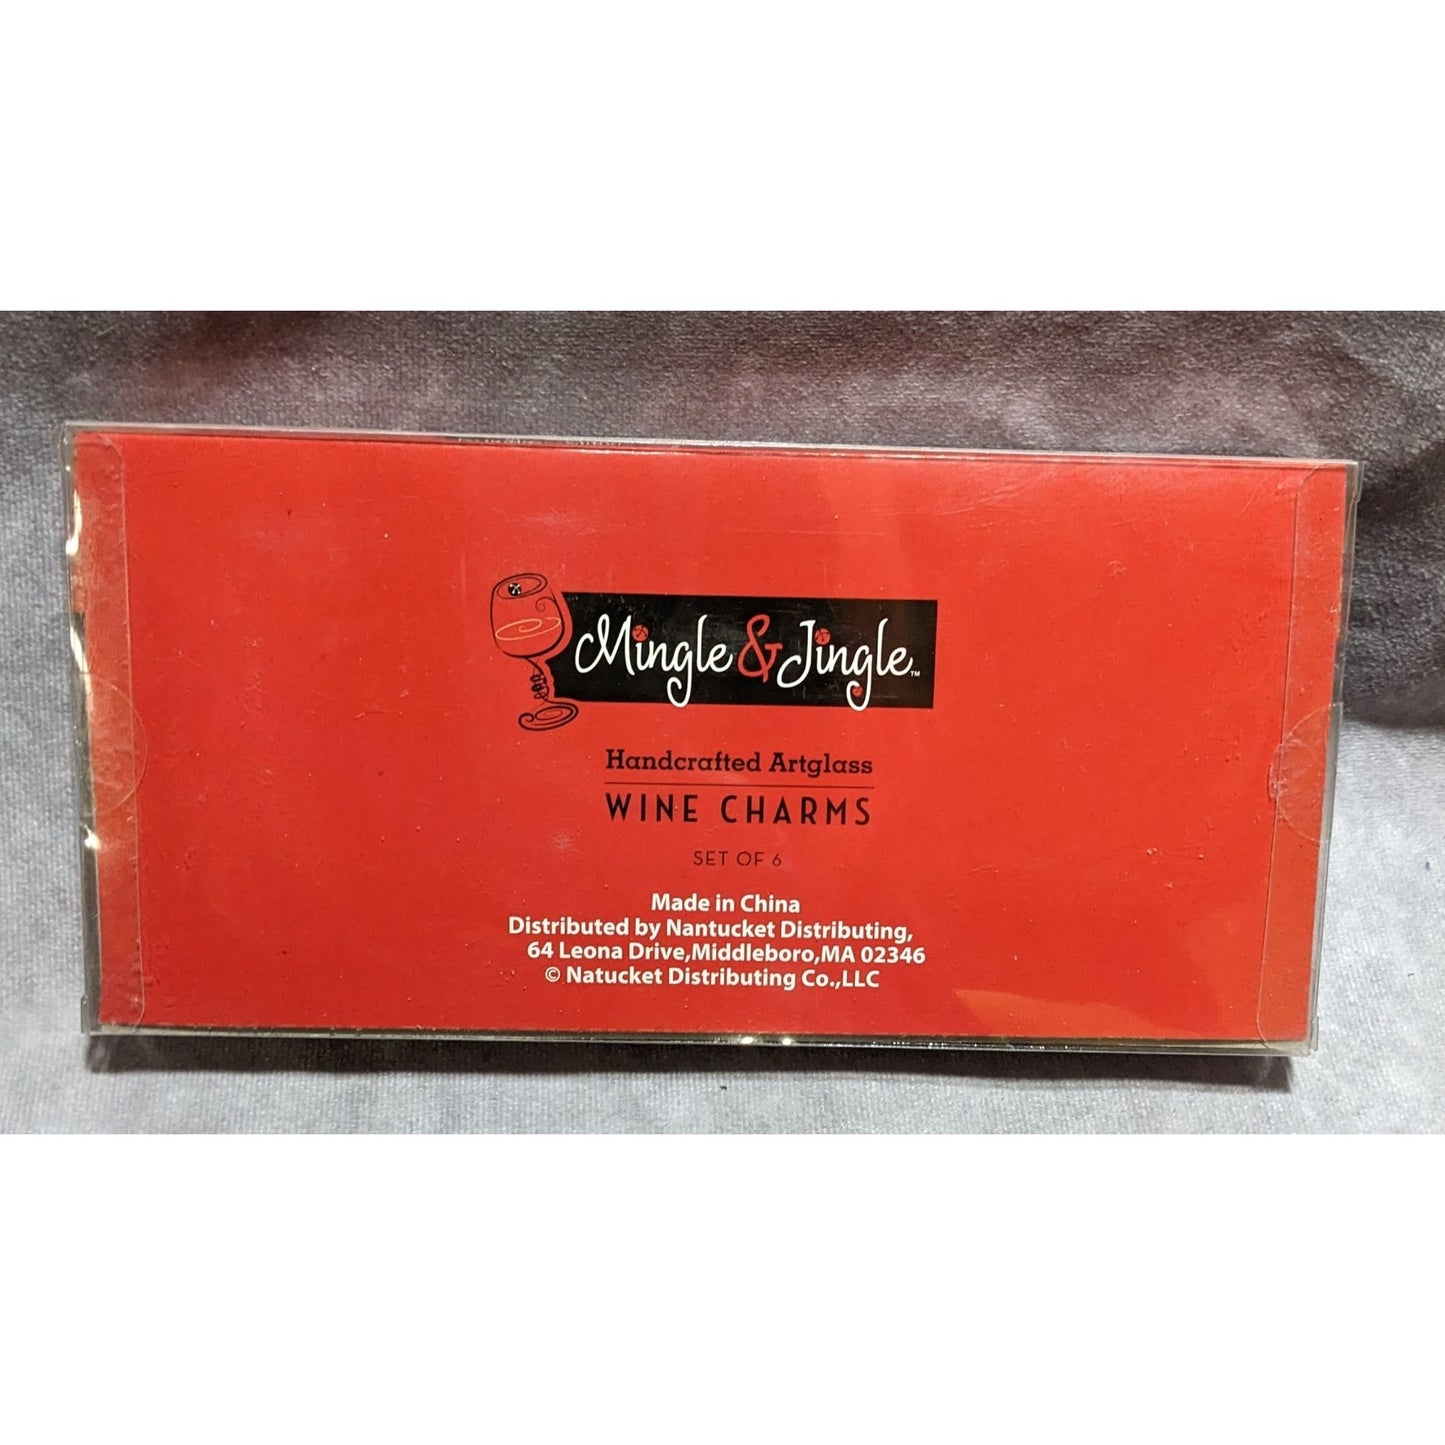 Mingle & Jingle™
Handcrafted Artglass
WINE CHARMS
SET OF 6
Made in China
Distributed by Nantucket Distributing,
64 Leona Drive,Middleboro,MA 02346
© Natucket Distributing Co.,LLC